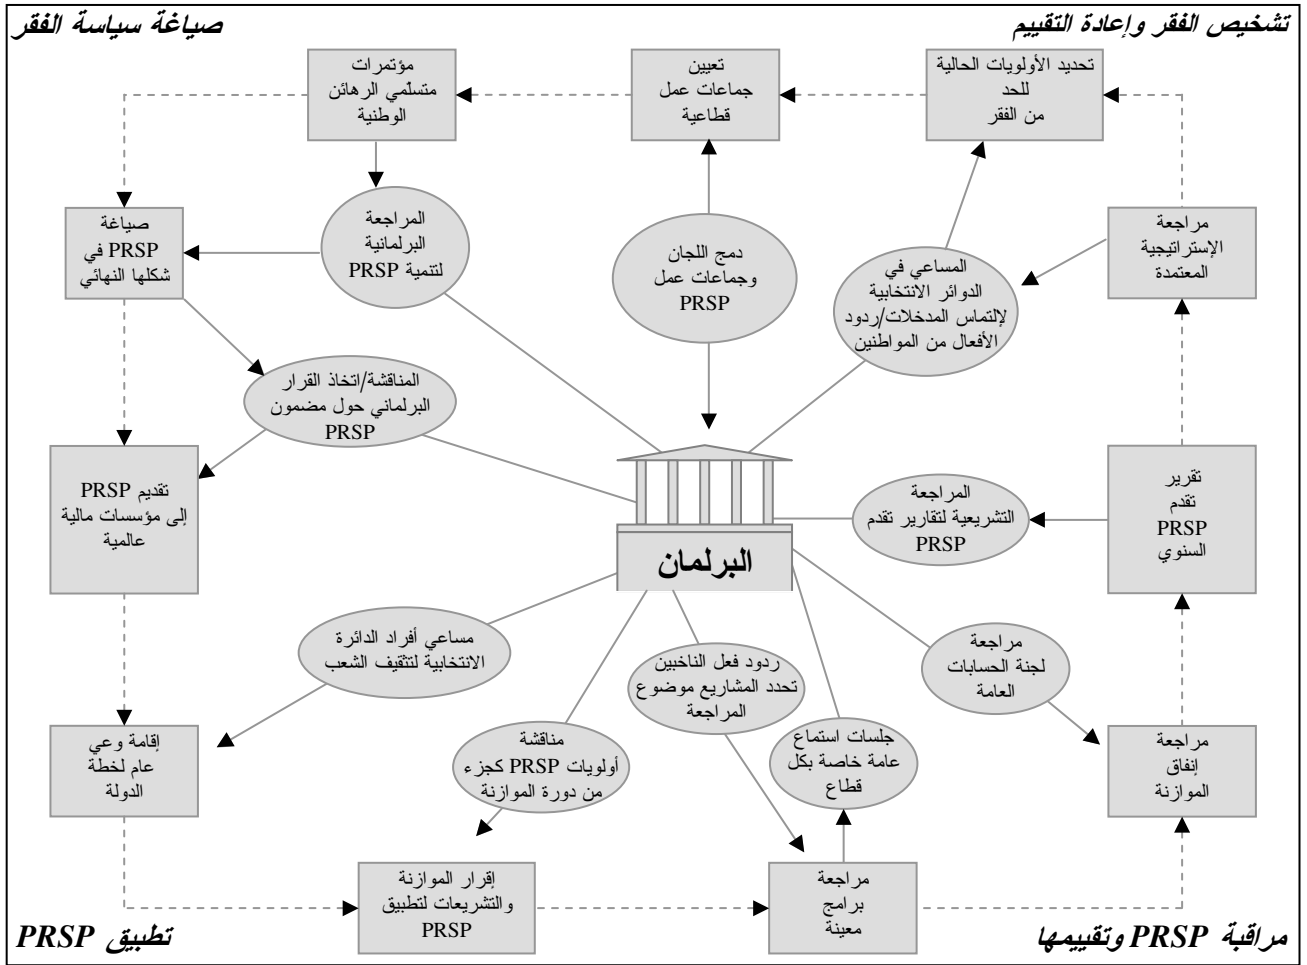 تشخيص الفقر وإعادة التقييم
صياغة سياسة الفقر
تحديد الأولويات الحالية
للحد
من الفقر
تعيين
جماعات عمل
قطاعية
مؤتمرات
متسلّمي الرهائن
الوطنية
مراجعة
الإستراتيجية
المعتمدة
المساعي في
الدوائر الانتخابية
لإلتماس المدخلات/ردود
الأفعال من المواطنين
دمج اللجان
وجماعات عمل
PRSP
المراجعة
البرلمانية
لتنمية PRSP
صياغة
PRSP في
شكلها النهائي
المناقشة/اتخاذ القرار
البرلماني حول مضمون
PRSP
تقرير
تقدم
PRSP
السنوي
المراجعة
التشريعية لتقارير تقدم
PRSP
البرلمان
تقديم PRSP
إلى مؤسسات مالية
عالمية
مراجعة
لجنة الحسابات
العامة
ردود فعل الناخبين
تحدد المشاريع موضوع
المراجعة
مساعي أفراد الدائرة
الانتخابية لتثقيف الشعب
مراجعة
إنفاق
الموازنة
جلسات استماع
عامة خاصة بكل
قطاع
مناقشة
أولويات PRSP كجزء
من دورة الموازنة
إقامة وعي
عام لخطة
الدولة
مراجعة
برامج
معينة
إقرار الموازنة
والتشريعات لتطبيق
PRSP
مراقبة PRSP وتقييمها
تطبيق PRSP